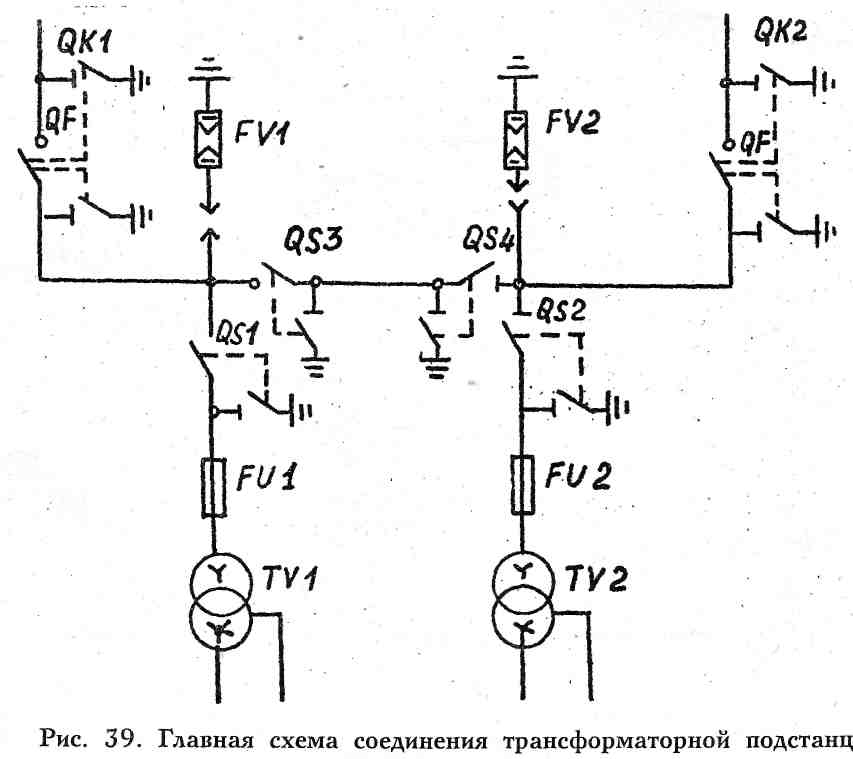 QK1
QK2
QF
FV1
FV2
QF
QS3
QS4
QS1
QS2
FU1
FU2
TV1
TV2
Рис. 39. Главная схема соединения трансформаторной подстанц